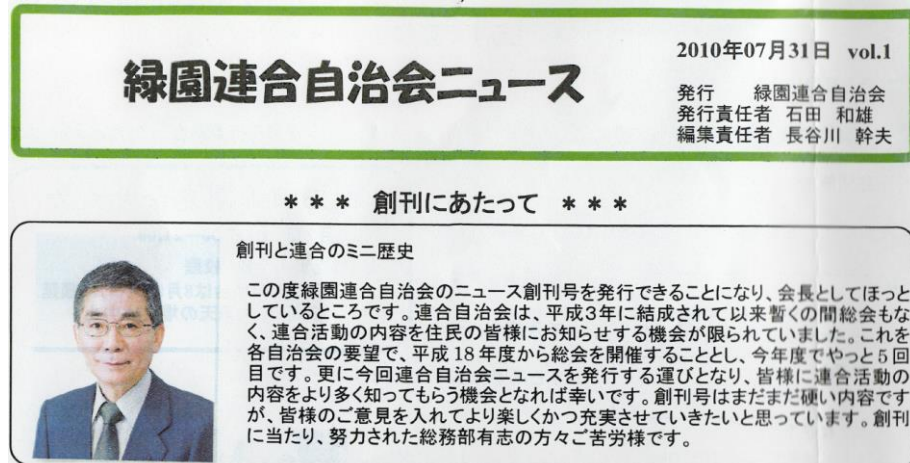 緑園連合自治会ニュース
2010年07月31日 vol.1
発行 緑園連合自治会
発行責任者 石田 和雄
編集責任者 長谷川 幹夫
＊＊＊ 創刊にあたって ＊＊＊
創刊と連合のミニ歴史
この度緑園連合自治会のニュース創刊号を発行できることになり、会長としてほっと
しているところです。連合自治会は、平成3年に結成されて以来暫くの間総会もな
く、連合活動の内容を住民の皆様にお知らせする機会が限られていました。これを
各自治会の要望で、平成18年度から総会を開催することとし、今年度でやっと5回
目です。更に今回連合自治会ニュースを発行する運びとなり、皆様に連合活動の
内容をより多く知ってもらう機会となれば幸いです。創刊号はまだまだ硬い内容です
が、皆様のご意見を入れてより楽しくかつ充実させていきたいと思っています。創刊
に当たり、努力された総務部有志の方々ご苦労様です。